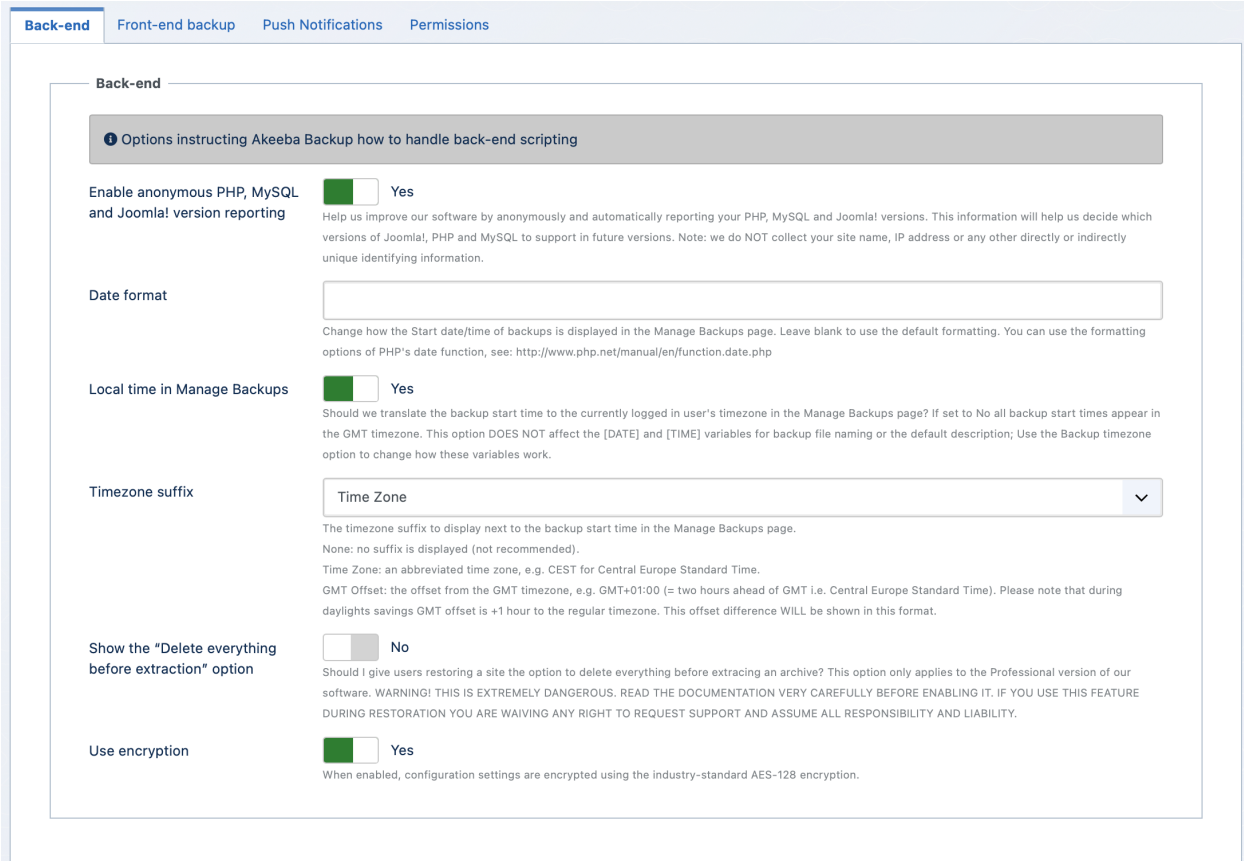 Back-end Front-end backup Push Notifications Permissions
Back-end
Options instructing Akeeba Backup how to handle back-end scripting
Enable anonymous PHP, MySQL
and Joomla! version reporting
Yes
Help us improve our software by anonymously and automatically reporting your PHP, MySQL and Joomla! versions. This information will help us decide which
versions of Joomla!, PHP and MySQL to support in future versions. Note: we do NOT collect your site name, IP address or any other directly or indirectly
unique identifying information.
Date format
Change how the Start date/time of backups is displayed in the Manage Backups page. Leave blank to use the default formatting. You can use the formatting
options of PHP's date function, see: http://www.php.net/manual/en/function.date.php
Local time in Manage Backups
Yes
Should we translate the backup start time to the currently logged in user's timezone in the Manage Backups page? If set to No all backup start times appear in
the GMT timezone. This option DOES NOT affect the [DATE] and [TIME] variables for backup file naming or the default description; Use the Backup timezone
option to change how these variables work.
Timezone suffix
Time Zone
The timezone suffix to display next to the backup start time in the Manage Backups page.
None: no suffix is displayed (not recommended).
Time Zone: an abbreviated time zone, e.g. CEST for Central Europe Standard Time.
GMT Offset: the offset from the GMT timezone, e.g. GMT+01:00 (= two hours ahead of GMT i.e. Central Europe Standard Time). Please note that during
daylights savings GMT offset is +1 hour to the regular timezone. This offset difference WILL be shown in this format.
Show the “Delete everything
before extraction” option
No
Should I give users restoring a site the option to delete everything before extracing an archive? This option only applies to the Professional version of our
software. WARNING! THIS IS EXTREMELY DANGEROUS. READ THE DOCUMENTATION VERY CAREFULLY BEFORE ENABLING IT. IF YOU USE THIS FEATURE
DURING RESTORATION YOU ARE WAIVING ANY RIGHT TO REQUEST SUPPORT AND ASSUME ALL RESPONSIBILITY AND LIABILITY.
Use encryption
Yes
When enabled, configuration settings are encrypted using the industry-standard AES-128 encryption.